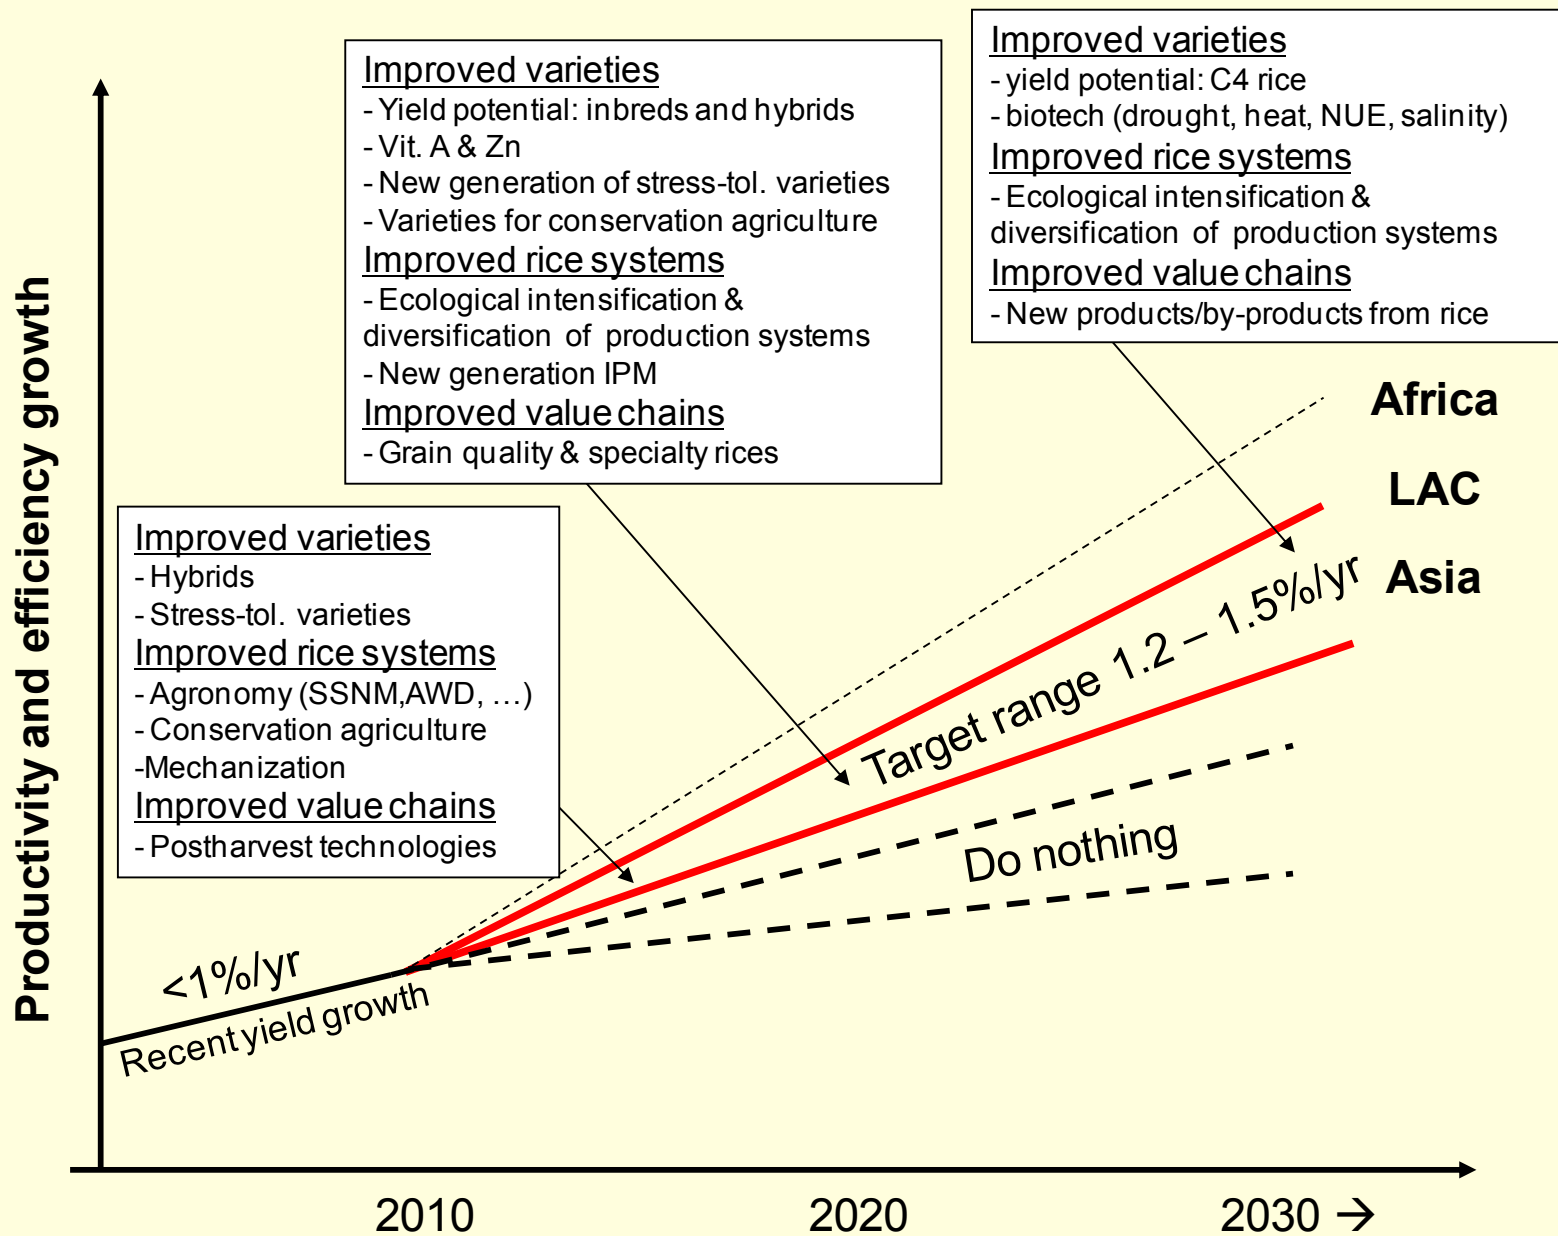 Productivity and efficiency growth
Improved varieties
- Yield potential: inbreds and hybrids
- Vit. A & Zn
- New generation of stress-tol. varieties
- Varieties for conservation agriculture
Improved rice systems
- Ecological intensification &
diversification of production systems
- New generation IPM
Improved value chains
- Grain quality & specialty rices
Improved varieties
- yield potential: C4 rice
- biotech (drought, heat, NUE, salinity)
Improved rice systems
- Ecological intensification &
diversification of production systems
Improved value chains
- New products/by-products from rice
Improved varieties
- Hybrids
- Stress-tol. varieties
Improved rice systems
- Agronomy (SSNM,AWD, …)
- Conservation agriculture
-Mechanization
Improved value chains
- Postharvest technologies
Africa
LAC
Asia
Target range 1.2 – 1.5%/yr
Do nothing
<1%/yr
Recent yield growth
2010
2020
2030 →